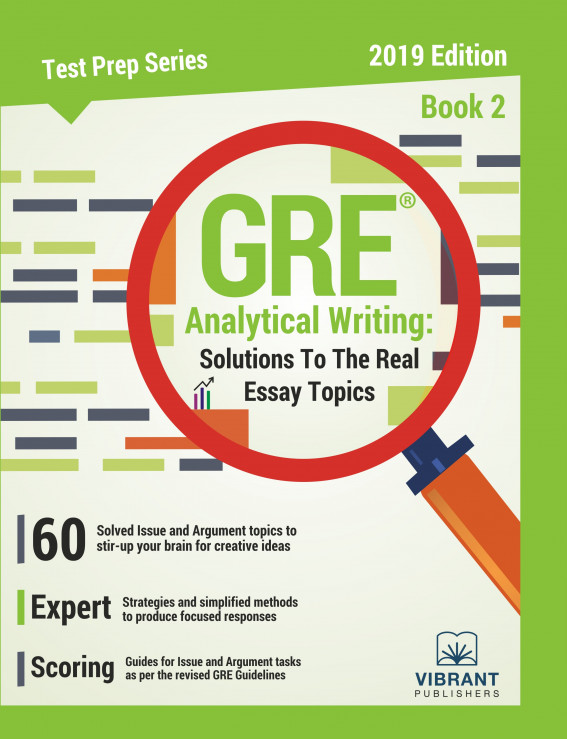 Test Prep Series
2019 Edition
Book 2
GRE®
Analytical Writing:
Solutions To The Real
Essay Topics
60
Solved Issue and Argument topics to
stir-up your brain for creative ideas
Expert
Strategies and simplified methods
to produce focused responses
Scoring
Guides for Issue and Argument tasks
as per the revised GRE Guidelines
VIBRANT
PUBLISHERS